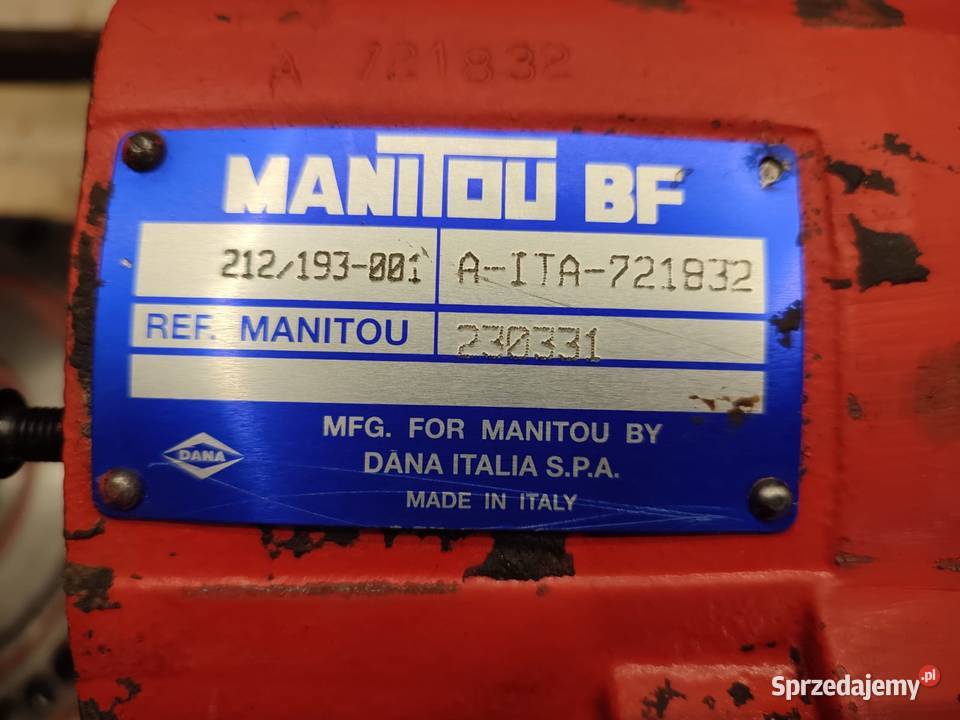 A 721832
MANITOU BF
212/193-001 A-ITA-721832
REF. MANITOU 230331
MFG. FOR MANITOU BY
DANA
DANA ITALIA S.P.A.
MADE IN ITALY
Sprzedajemy.pl